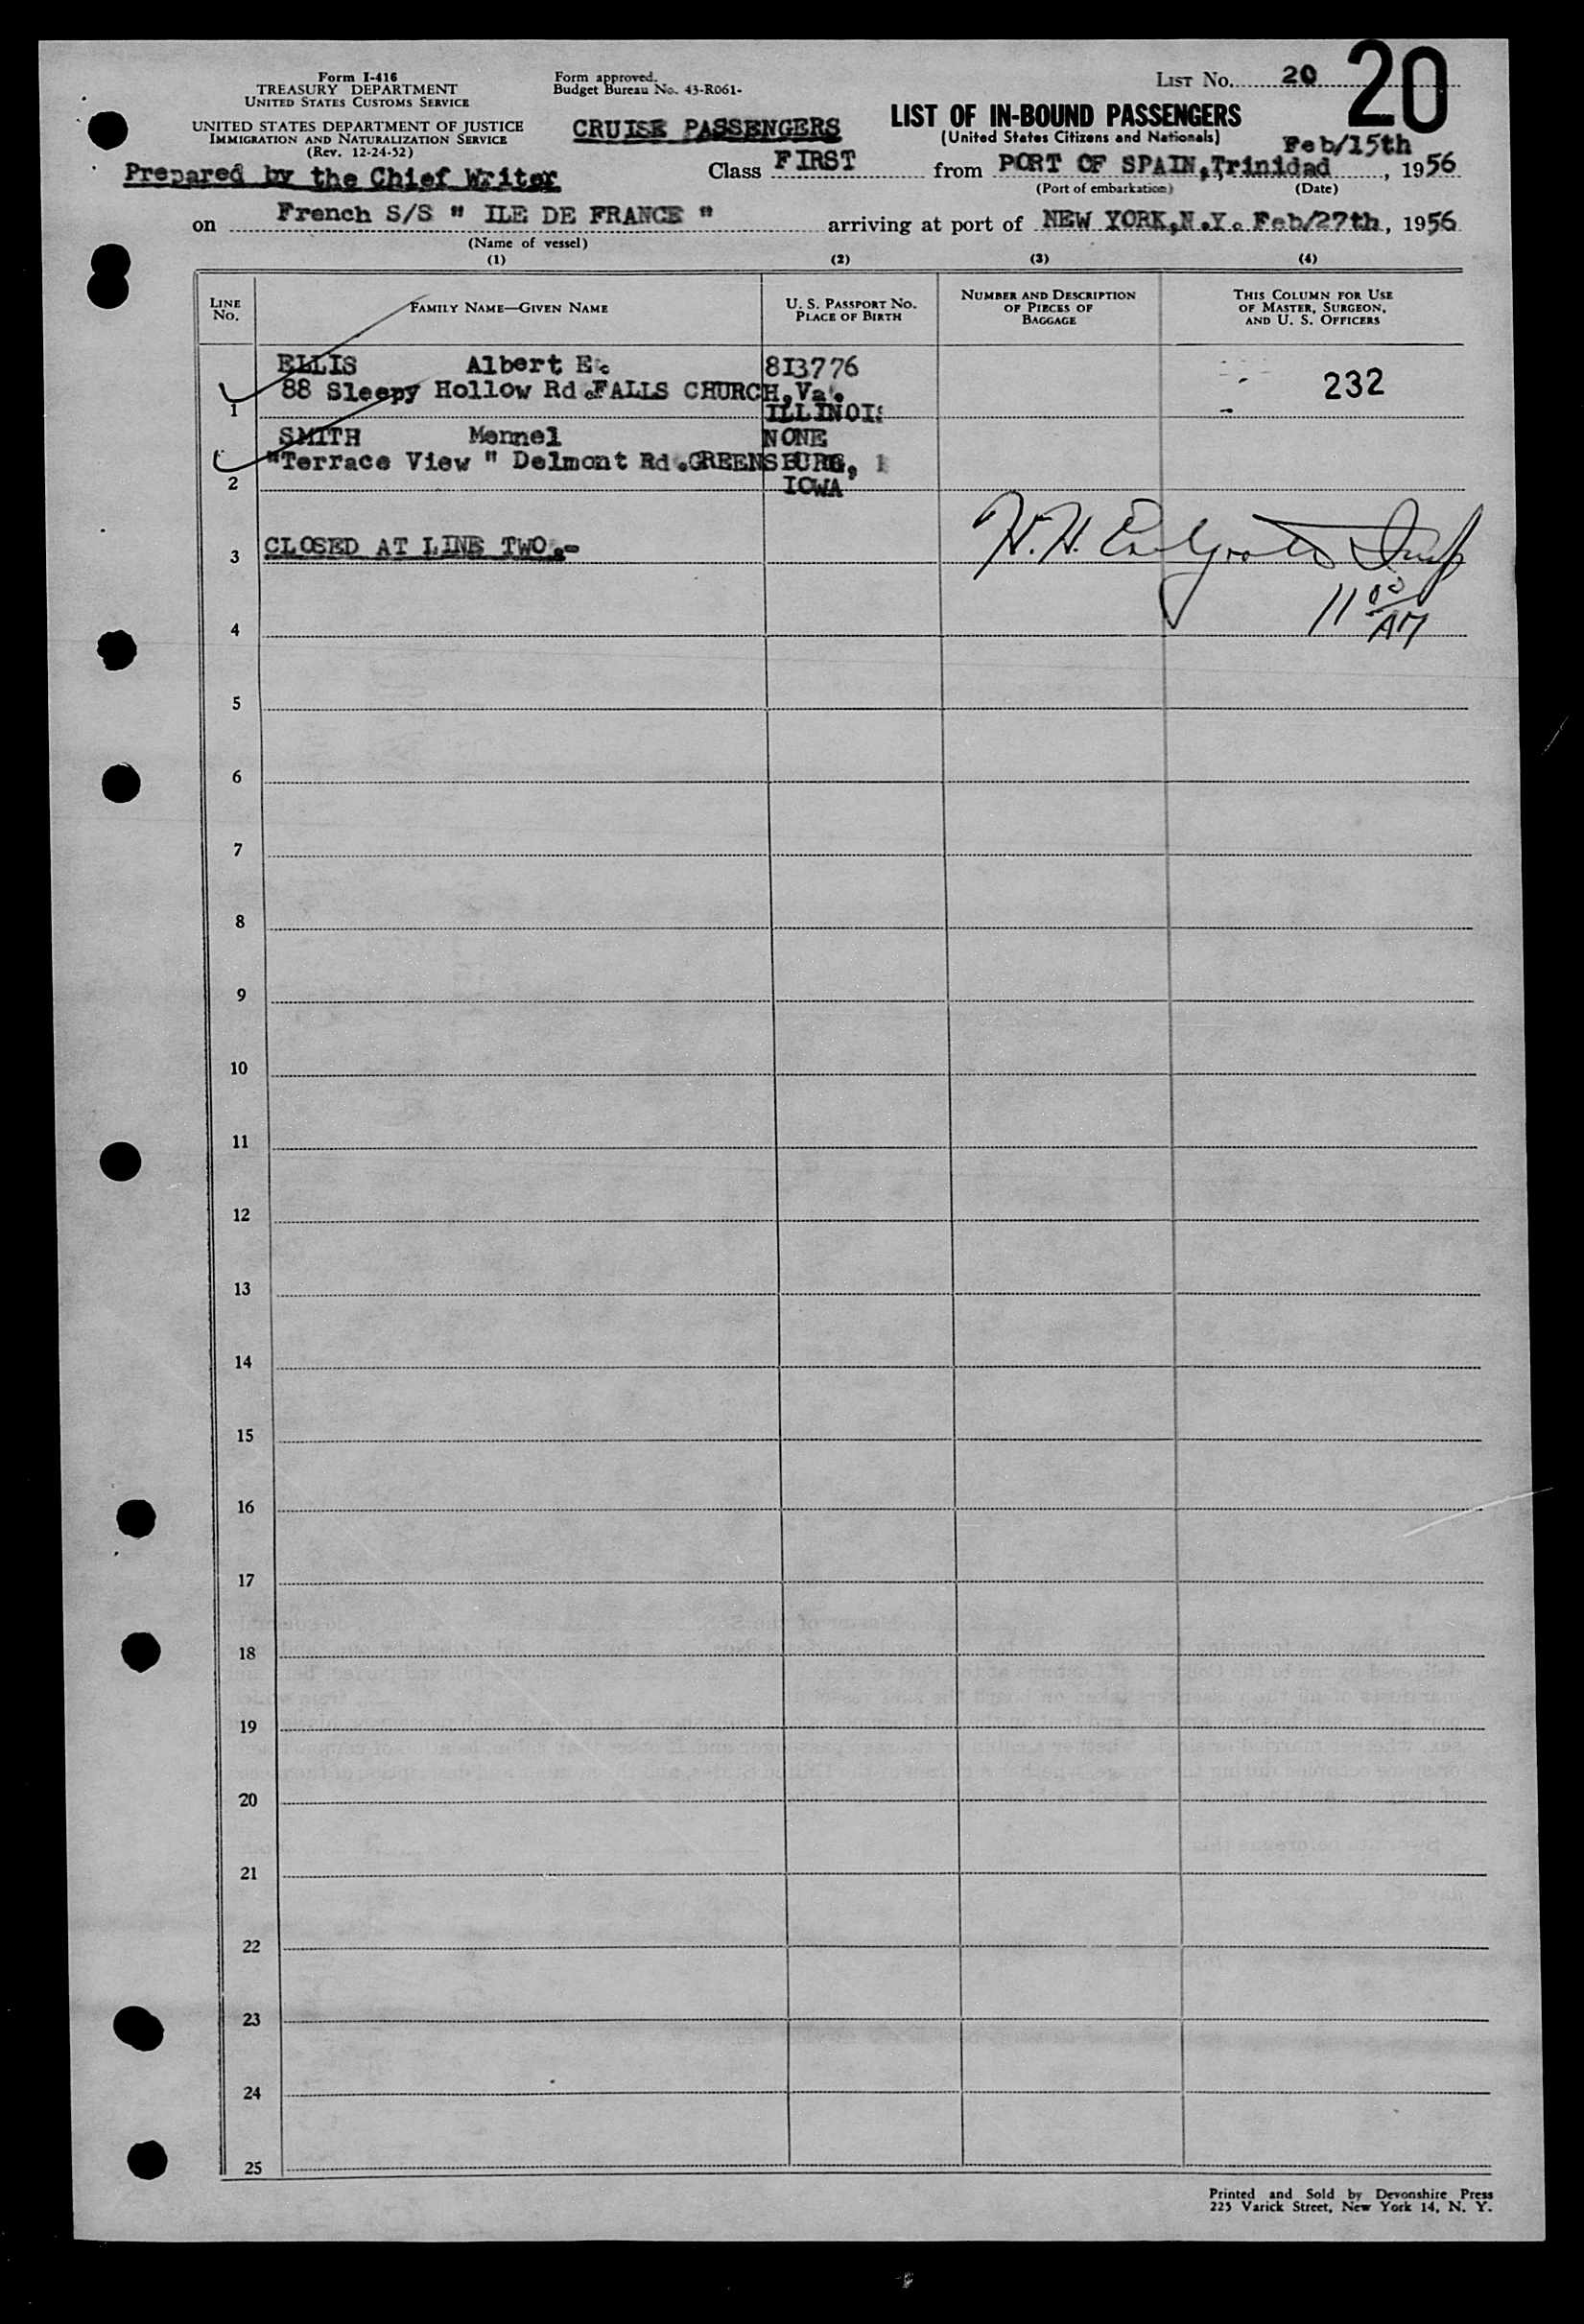 Form I-416
TREASURY DEPARTMENT
UNITED STATES CUSTOMS SERVICE
UNITED STATES DEPARTMENT OF JUSTICE
IMMIGRATION AND NATURALIZATION SERVICE
(Rev. 12-24-52)
Prepared by the Chief Writer
Form approved.
Budget Bureau No. 43-R061-
CRUISE PASSENGERS
LIST No. 20
20
LIST OF IN-BOUND PASSENGERS
(United States Citizens and Nationals)
Feb/15th
Class FIRST from PORT OF SPAIN, Trinidad, 1956
(Port of embarkation) (Date)
on French S/S " ILE DE FRANCE " arriving at port of NEW YORK,N.Y. Feb/27th, 1956
(Name of vessel)
(1) (2) (3) (4)
LINE No.
FAMILY NAME—GIVEN NAME
U. S. PASSPORT NO.
PLACE OF BIRTH
NUMBER AND DESCRIPTION
OF PIECES OF
BAGGAGE
THIS COLUMN FOR USE
OF MASTER, SURGEON,
AND U. S. OFFICERS
ELLIS Albert E. 813776
88 Sleepy Hollow Rd.FALLS CHURCH,Va. 232
1 ILLINOIS
SMITH Mennel NONE
"Terrace View " Delmont Rd.GREENSBURG,
2 IOWA
3 CLOSED AT LINE TWO.-
H. H. Insp
11 00 AM
4
5
6
7
8
9
10
11
12
13
14
15
16
17
18
19
20
21
22
23
24
25
Printed and Sold by Devonshire Press
225 Varick Street, New York 14, N. Y.